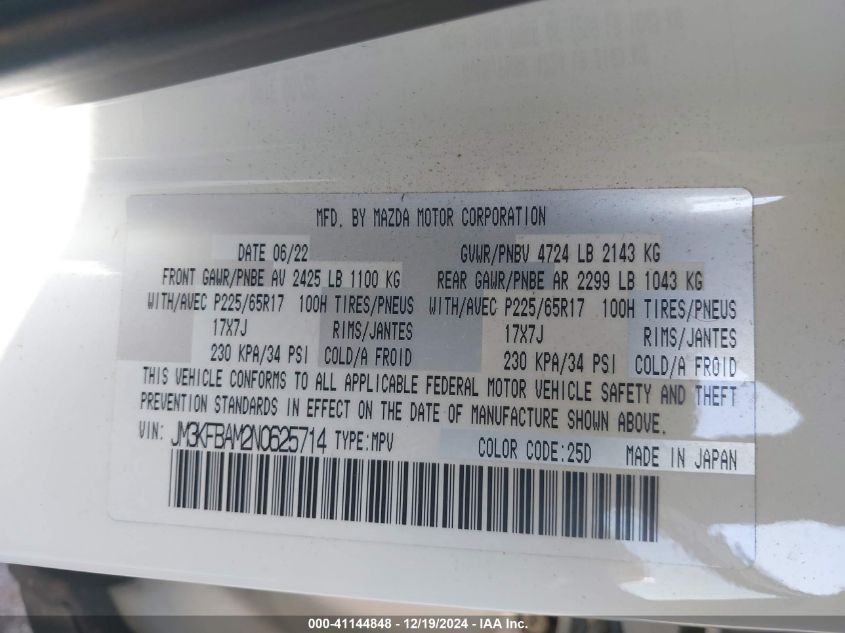 MFD. BY MAZDA MOTOR CORPORATION
DATE 06/22 GVWR/PNBV 4724 LB 2143 KG
FRONT GAWR/PNBE AV 2425 LB 1100 KG REAR GAWR/PNBE AR 2299 LB 1043 KG
WITH/AVEC P225/65R17 100H TIRES/PNEUS WITH/AVEC P225/65R17 100H TIRES/PNEUS
17X7J RIMS/JANTES 17X7J RIMS/JANTES
230 KPA/34 PSI COLD/A FROID 230 KPA/34 PSI COLD/A FROID
THIS VEHICLE CONFORMS TO ALL APPLICABLE FEDERAL MOTOR VEHICLE SAFETY AND THEFT
PREVENTION STANDARDS IN EFFECT ON THE DATE OF MANUFACTURE SHOWN ABOVE.
VIN: JM3KFBAM2N0625714 TYPE:MPV COLOR CODE:25D MADE IN JAPAN
000-41144848 - 12/19/2024 - IAA Inc.